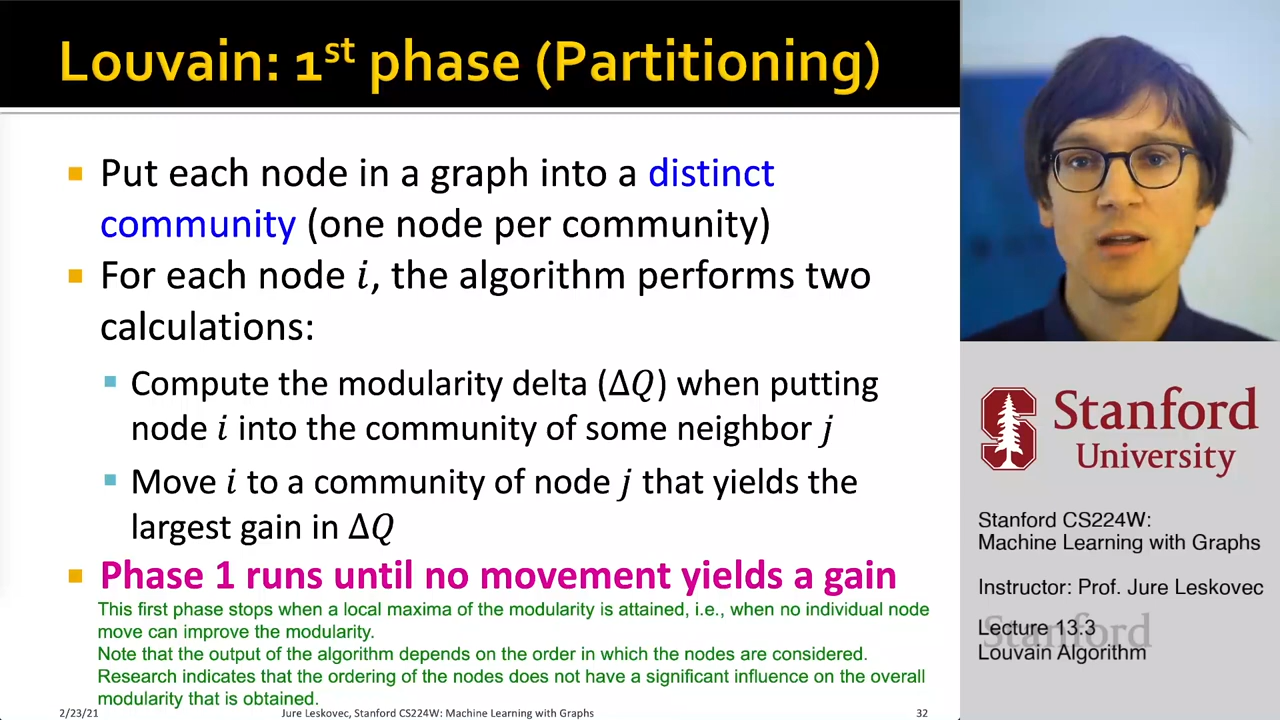 Louvain: 1st phase (Partitioning)
▪ Put each node in a graph into a distinct
community (one node per community)
▪ For each node i, the algorithm performs two
calculations:
▪ Compute the modularity delta (∆Q) when putting
node i into the community of some neighbor j
▪ Move i to a community of node j that yields the
largest gain in ∆Q
▪ Phase 1 runs until no movement yields a gain
This first phase stops when a local maxima of the modularity is attained, i.e., when no individual node
move can improve the modularity.
Note that the output of the algorithm depends on the order in which the nodes are considered.
Research indicates that the ordering of the nodes does not have a significant influence on the overall
modularity that is obtained.
2/23/21
Jure Leskovec, Stanford CS224W: Machine Learning with Graphs
32
Stanford
University
Stanford CS224W:
Machine Learning with Graphs
Instructor: Prof. Jure Leskovec
Lecture 13.3
Stanford
Louvain Algorithm